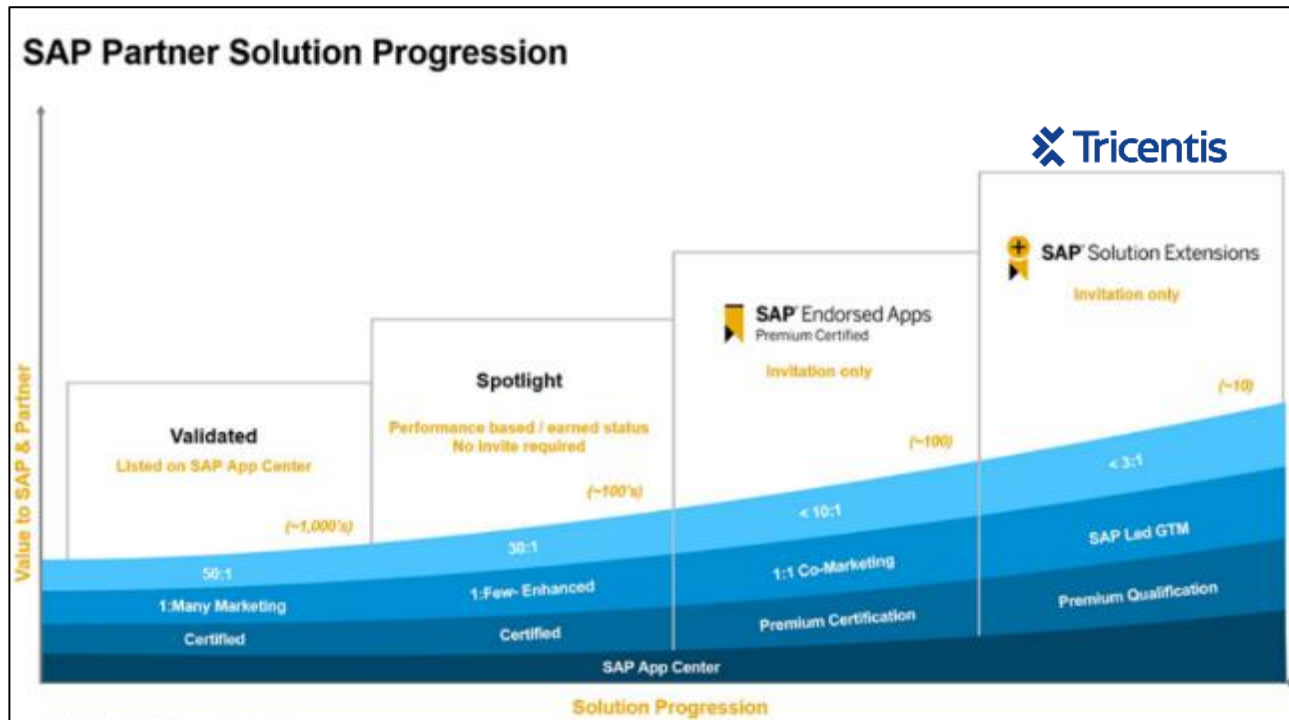 SAP Partner Solution Progression
Tricentis
SAP Solution Extensions
Invitation only
(~10)
SAP Endorsed Apps
Premium Certified
Invitation only
(~100)
Spotlight
Performance based / earned status
No invite required
(~100's)
Validated
Listed on SAP App Center
(~1,000's)
Value to SAP & Partner
50:1
30:1
< 10:1
< 3:1
1:Many Marketing
1:Few- Enhanced
1:1 Co-Marketing
SAP Led GTM
Certified
Certified
Premium Certification
Premium Qualification
SAP App Center
Solution Progression